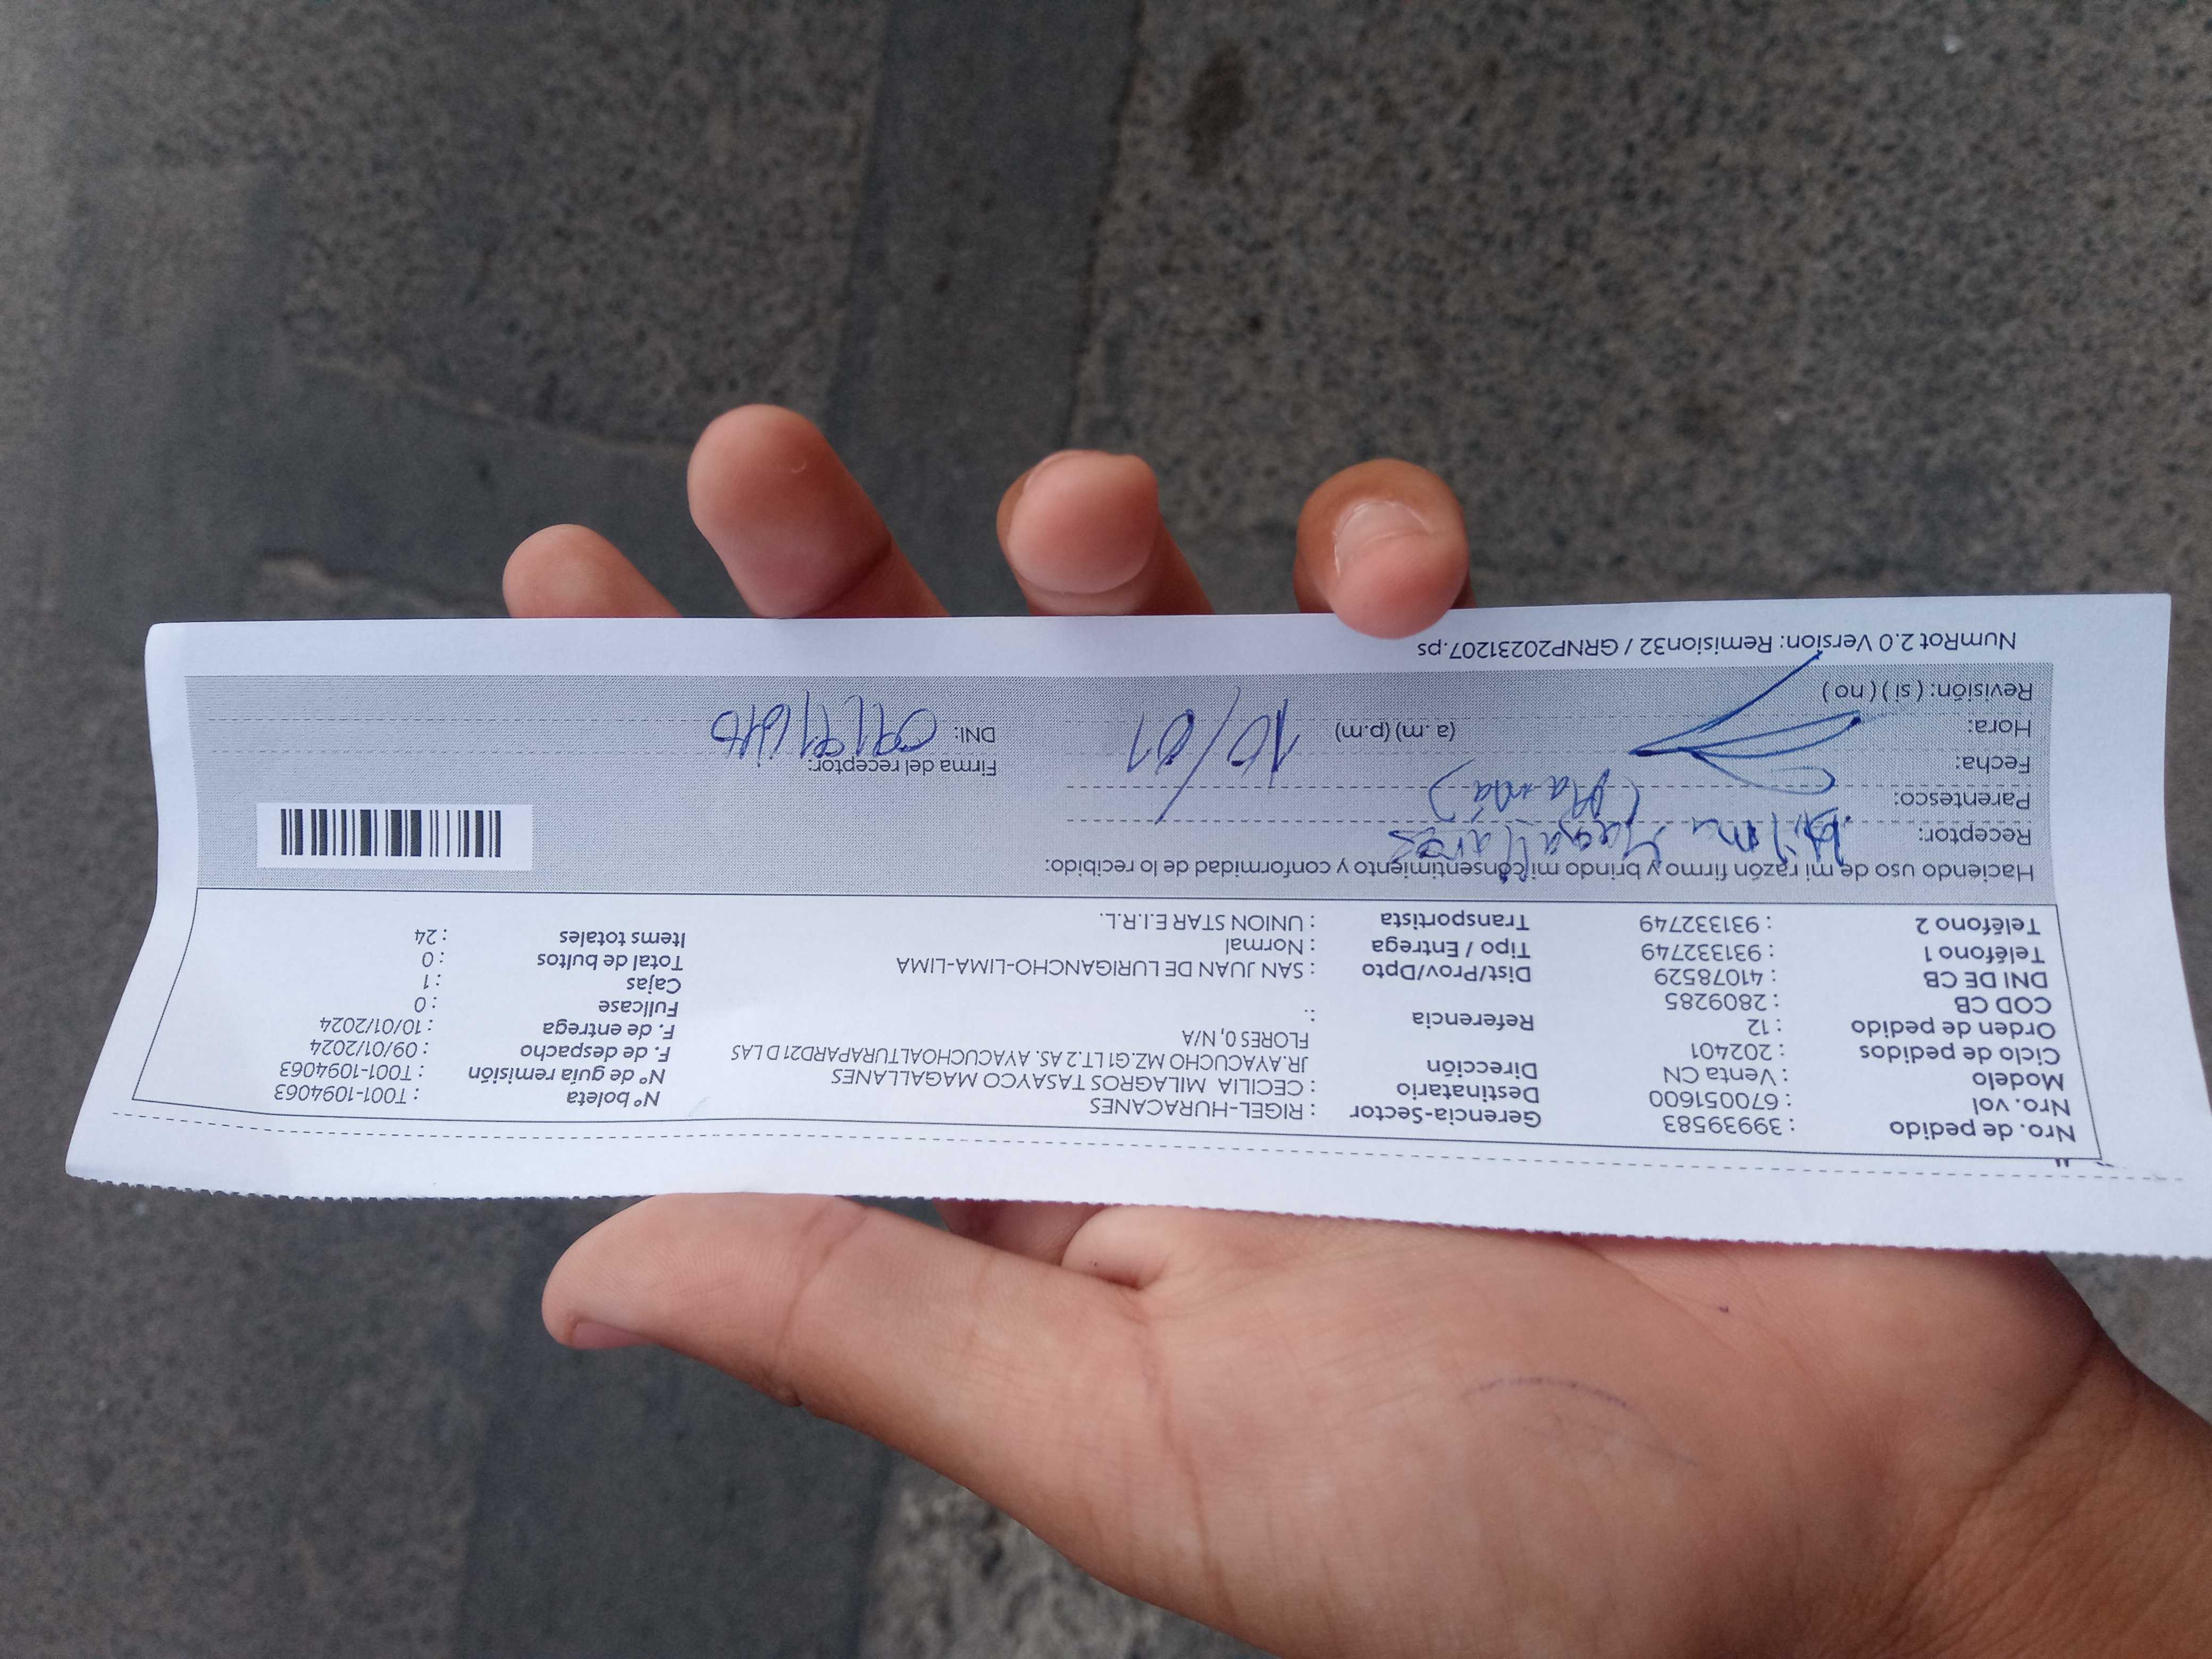 Nro. de pedido : 39939583 Gerencia-Sector : RIGEL-HURACANES Nº boleta : T001-1094063
Nro. vol : 670051600 Destinatario : CECILIA MILAGROS TASAYCO MAGALLANES Nº de guia remisión : T001-1094063
Modelo : Venta CN Dirección JR.AYACUCHO MZ.G1 LT.2 AS. AYACUCHOALTURAPARD21 D LAS F. de despacho : 09/01/2024
Ciclo de pedidos : 202401 FLORES 0, N/A F. de entrega : 10/01/2024
Orden de pedido : 12 Referencia : Fullcase : 0
COD CB : 2809285 Dist/Prov/Dpto : SAN JUAN DE LURIGANCHO-LIMA-LIMA Cajas : 1
DNI DE CB : 41078529 Tipo / Entrega : Normal Total de bultos : 0
Teléfono 1 : 931332749 Transportista : UNION STAR E.I.R.L. Items totales : 24
Teléfono 2 : 931332749
Haciendo uso de mi razón firmo y brindo mi consentimiento y conformidad de lo recibido:
Receptor:
Parentesco: (Mamá)
Fecha: 10/01 Firma del receptor:
Hora: (a .m) (p.m) DNI:
Revisión: ( si ) ( no )
NumRot 2.0 Version: Remision32 / GRNP20231207.ps